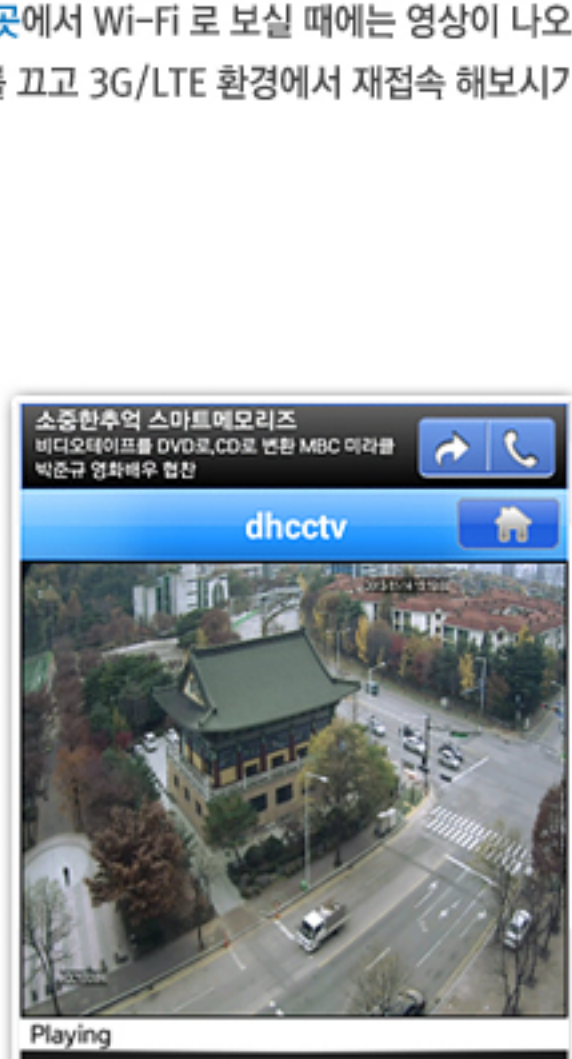 곳에서 Wi-Fi 로 보실 때에는 영상이 나오
를 끄고 3G/LTE 환경에서 재접속 해보시기
소중한추억 스마트메모리즈
비디오테이프를 DVD로,CD로 변환 MBC 미라클
박준규 영화배우 협찬
dhcctv
Playing